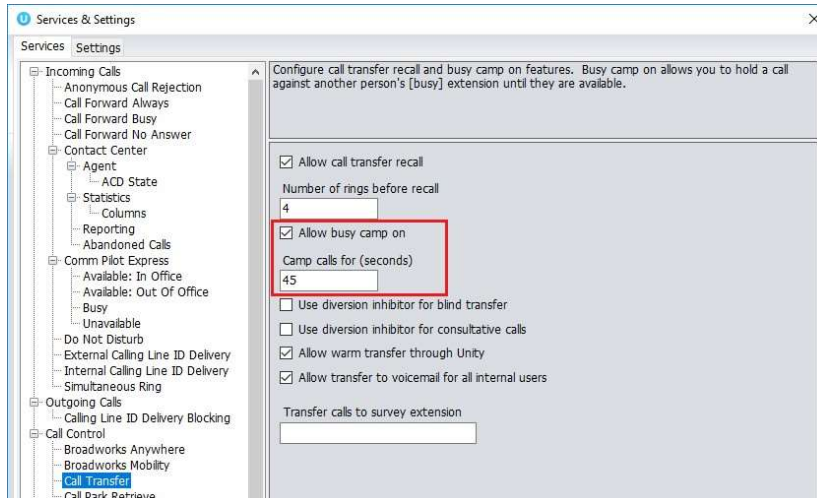 Services & Settings
Services Settings
Incoming Calls
Anonymous Call Rejection
Call Forward Always
Call Forward Busy
Call Forward No Answer
Contact Center
Agent
ACD State
Statistics
Columns
Reporting
Abandoned Calls
Comm Pilot Express
Available: In Office
Available: Out Of Office
Busy
Unavailable
Do Not Disturb
External Calling Line ID Delivery
Internal Calling Line ID Delivery
Simultaneous Ring
Outgoing Calls
Calling Line ID Delivery Blocking
Call Control
Broadworks Anywhere
Broadworks Mobility
Call Transfer
Call Park Retrieve
Configure call transfer recall and busy camp on features. Busy camp on allows you to hold a call
against another person's [busy] extension until they are available.
Allow call transfer recall
Number of rings before recall
4
Allow busy camp on
Camp calls for (seconds)
45
Use diversion inhibitor for blind transfer
Use diversion inhibitor for consultative calls
Allow warm transfer through Unity
Allow transfer to voicemail for all internal users
Transfer calls to survey extension